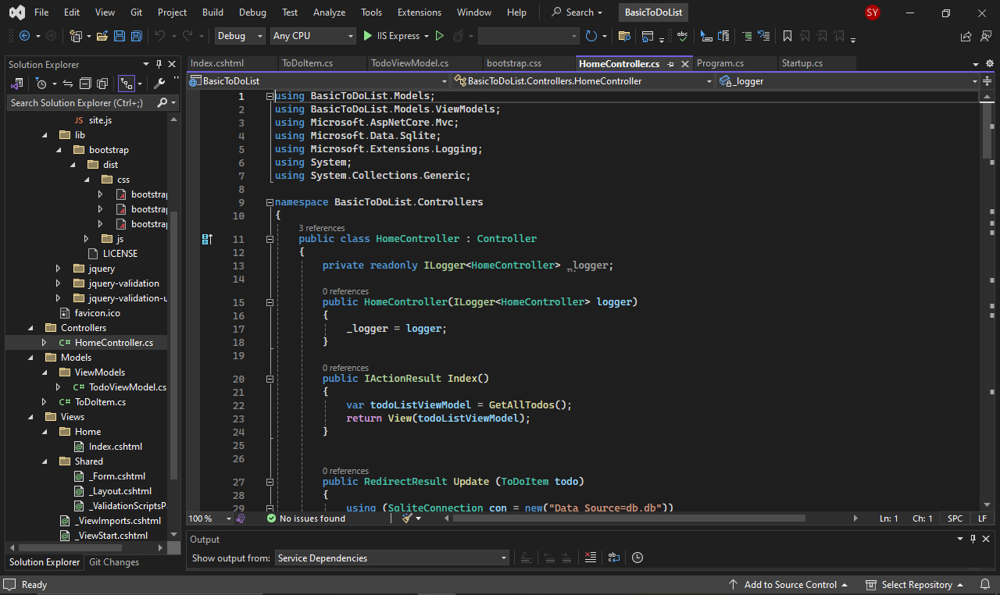 File Edit View Git Project Build Debug Test Analyze Tools Extensions Window Help Search BasicToDoList SY
Debug Any CPU IIS Express
Solution Explorer
Search Solution Explorer (Ctrl+;)
JS site.js
lib
bootstrap
dist
css
bootstrap
bootstrap
bootstrap
js
LICENSE
jquery
jquery-validation
jquery-validation-u
favicon.ico
Controllers
C# HomeController.cs
Models
ViewModels
C# TodoViewModel.cs
C# ToDoItem.cs
Views
Home
Index.cshtml
Shared
_Form.cshtml
_Layout.cshtml
_ValidationScriptsP
_ViewImports.cshtml
_ViewStart.cshtml
Solution Explorer Git Changes
Index.cshtml ToDoItem.cs TodoViewModel.cs bootstrap.css HomeController.cs Program.cs Startup.cs
BasicToDoList BasicToDoList.Controllers.HomeController _logger
1 using BasicToDoList.Models;
2 using BasicToDoList.Models.ViewModels;
3 using Microsoft.AspNetCore.Mvc;
4 using Microsoft.Data.Sqlite;
5 using Microsoft.Extensions.Logging;
6 using System;
7 using System.Collections.Generic;
8
9 namespace BasicToDoList.Controllers
10 {
3 references
11 public class HomeController : Controller
12 {
13 private readonly ILogger<HomeController> _logger;
14
0 references
15 public HomeController(ILogger<HomeController> logger)
16 {
17 _logger = logger;
18 }
19
0 references
20 public IActionResult Index()
21 {
22 var todoListViewModel = GetAllTodos();
23 return View(todoListViewModel);
24 }
25
26
0 references
27 public RedirectResult Update (ToDoItem todo)
28 {
29 using (SqliteConnection con = new("Data Source=db.db"))
100 % No issues found Ln: 1 Ch: 1 SPC LF
Output
Show output from: Service Dependencies
Ready Add to Source Control Select Repository